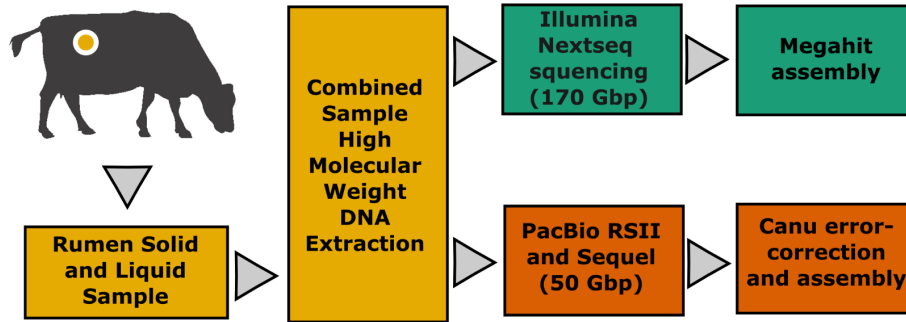 Rumen Solid
and Liquid
Sample
Combined
Sample
High
Molecular
Weight
DNA
Extraction
Illumina
Nextseq
squencing
(170 Gbp)
Megahit
assembly
PacBio RSII
and Sequel
(50 Gbp)
Canu error-
correction
and assembly